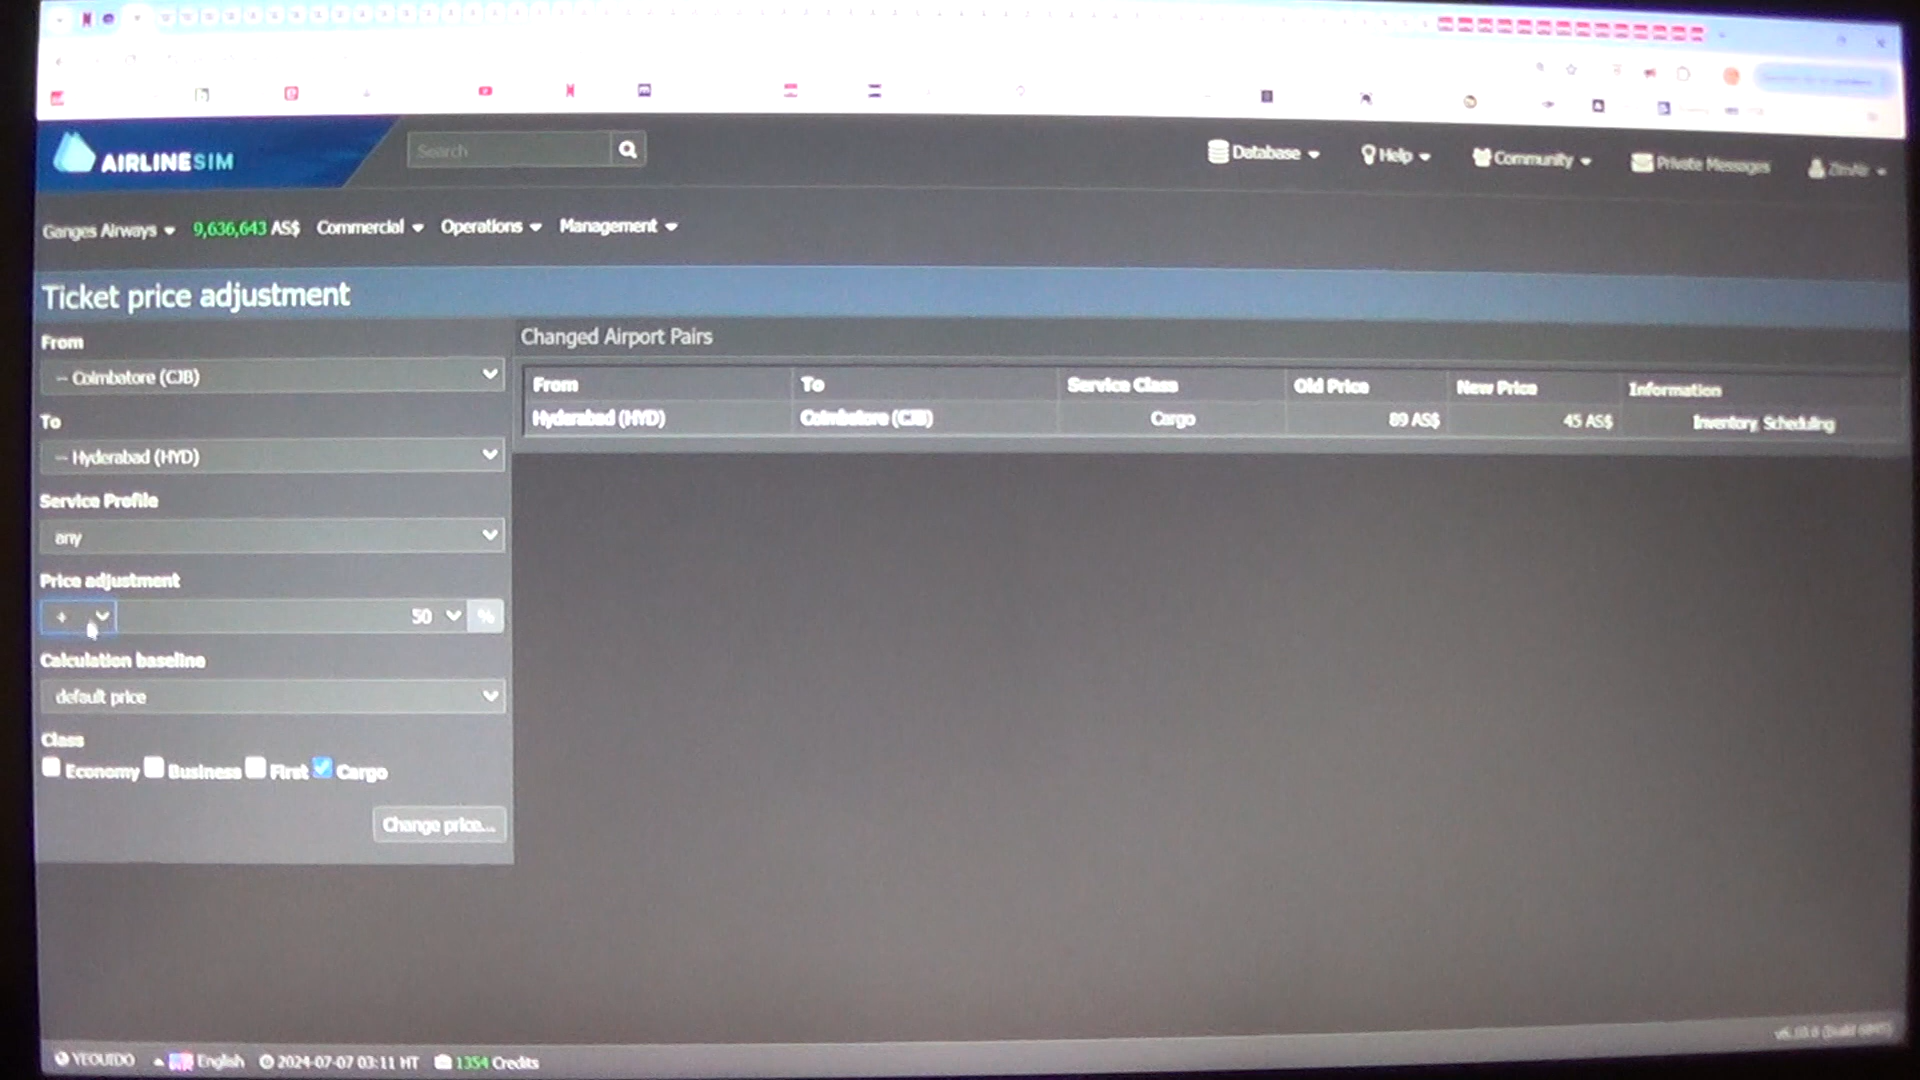 AIRLINESIM
Search
Database
Help
Community
Private Messages
ZimAir
Ganges Airways
9,636,643 AS$
Commercial
Operations
Management
Ticket price adjustment
From
-- Coimbatore (CJB)
To
-- Hyderabad (HYD)
Service Profile
any
Price adjustment
+ 50 %
Calculation baseline
default price
Class
Economy Business First Cargo
Change price...
Changed Airport Pairs
From To Service Class Old Price New Price Information
Hyderabad (HYD) Coimbatore (CJB) Cargo 89 AS$ 45 AS$ Inventory, Scheduling
YEOUIDO English 2024-07-07 03:11 HT 1354 Credits